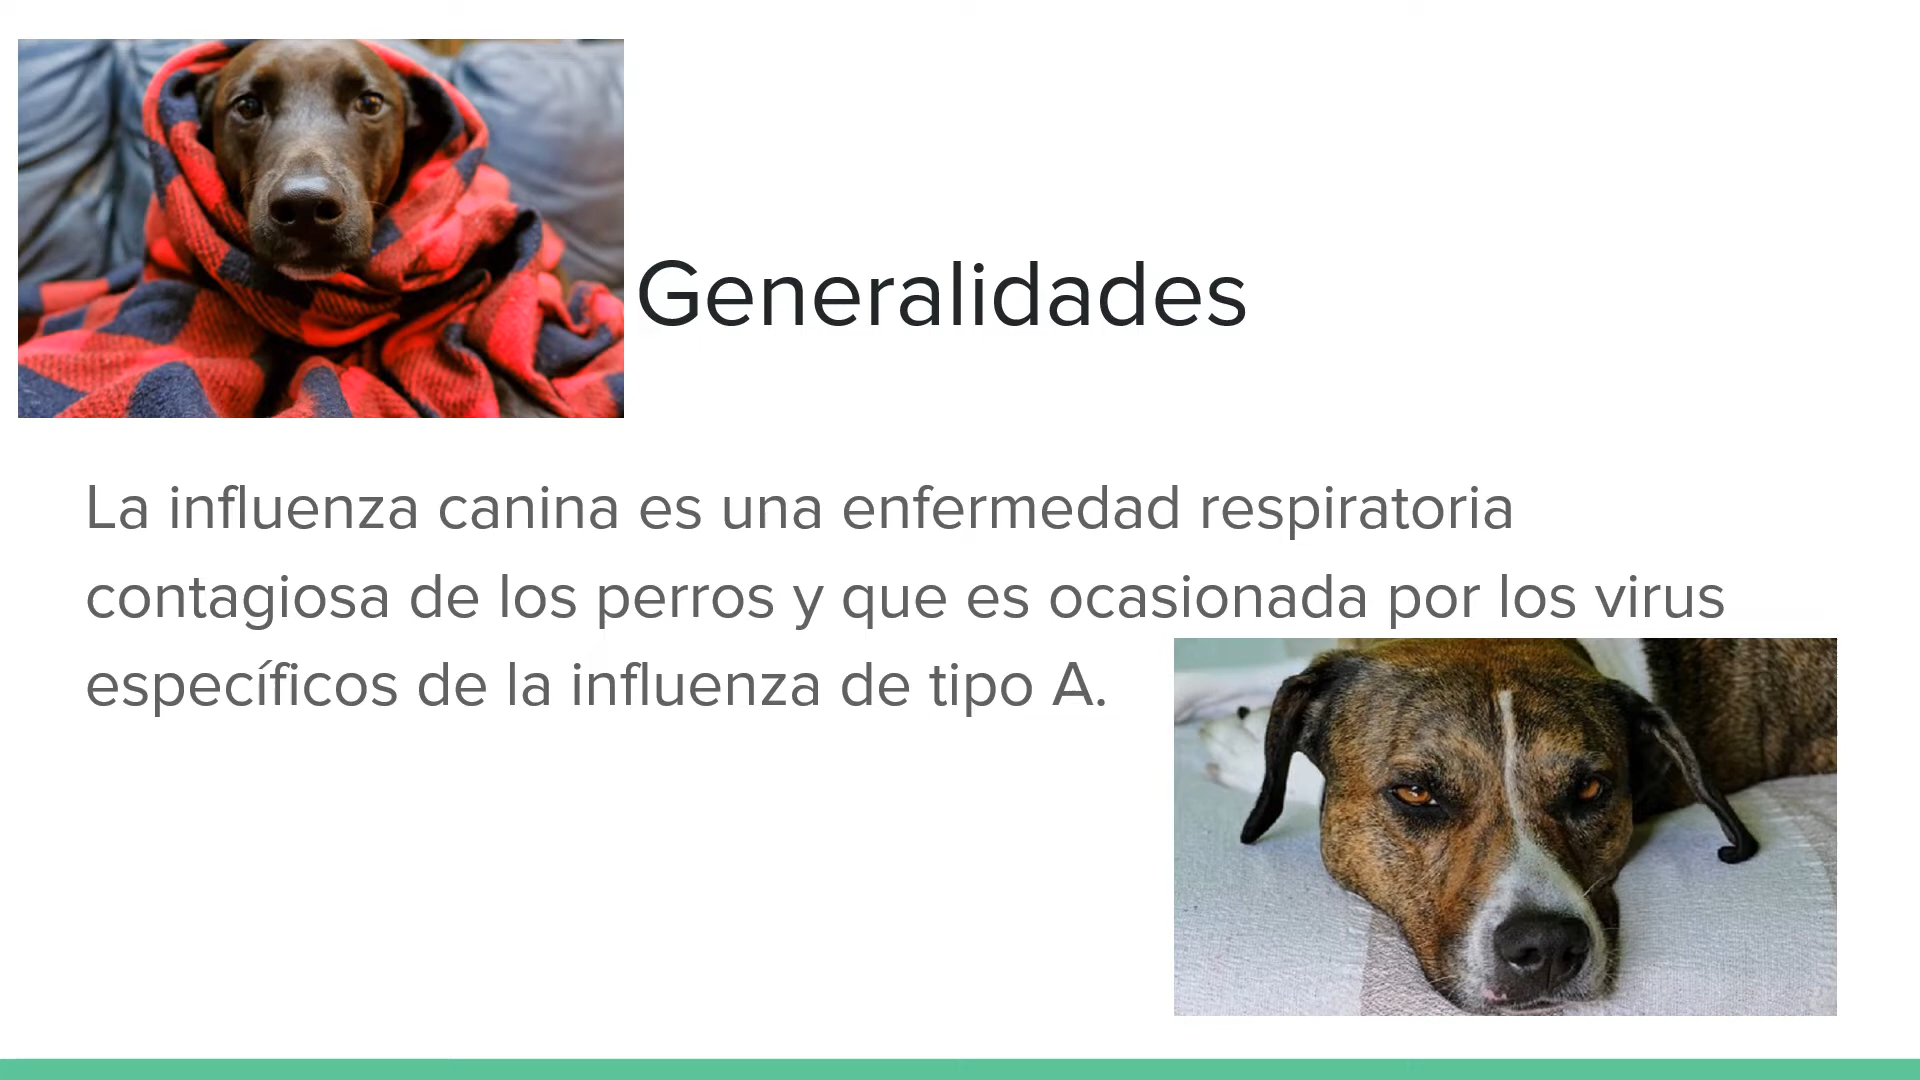 Generalidades
La influenza canina es una enfermedad respiratoria
contagiosa de los perros y que es ocasionada por los virus
específicos de la influenza de tipo A.